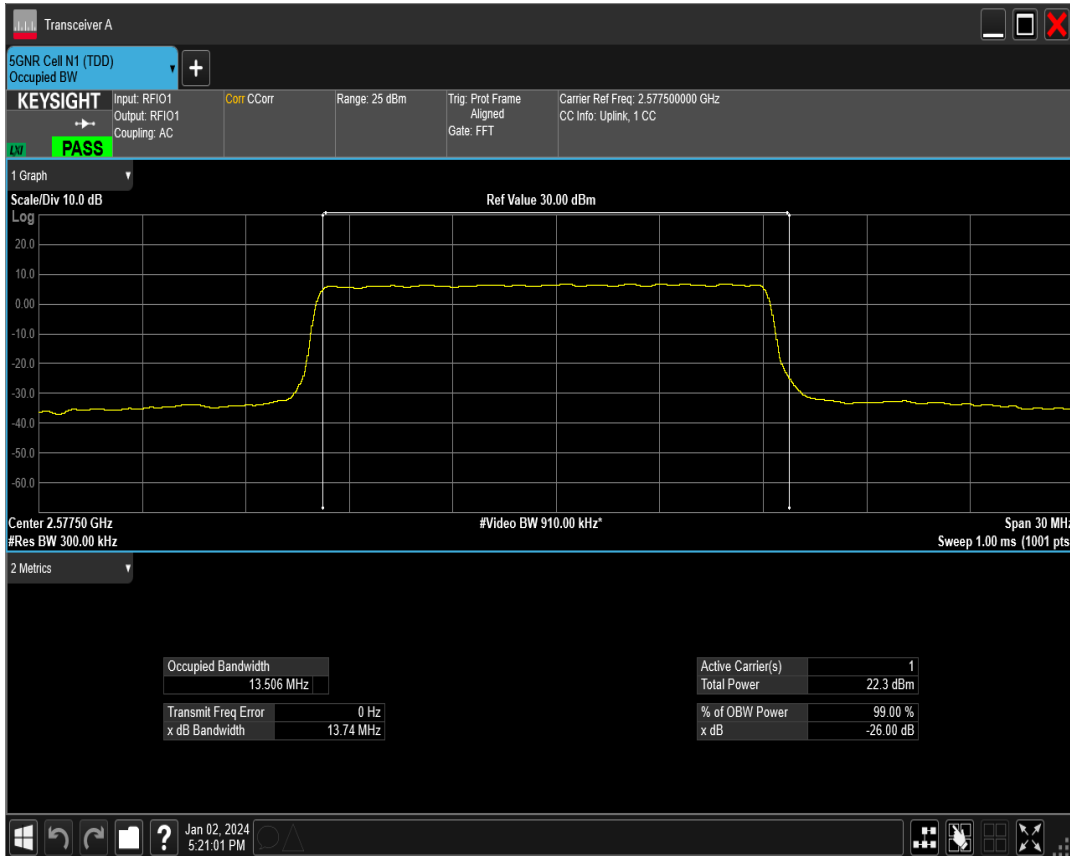 Transceiver A
5GNR Cell N1 (TDD)
Occupied BW
KEYSIGHT
LXI
PASS
Input: RFIO1
Output: RFIO1
Coupling: AC
Corr CCorr
Range: 25 dBm
Trig: Prot Frame
Aligned
Gate: FFT
Carrier Ref Freq: 2.577500000 GHz
CC Info: Uplink, 1 CC
1 Graph
Scale/Div 10.0 dB
Ref Value 30.00 dBm
Log
20.0
10.0
0.00
-10.0
-20.0
-30.0
-40.0
-50.0
-60.0
Center 2.57750 GHz
#Video BW 910.00 kHz*
Span 30 MHz
#Res BW 300.00 kHz
Sweep 1.00 ms (1001 pts
2 Metrics
Occupied Bandwidth
13.506 MHz
Transmit Freq Error 0 Hz
x dB Bandwidth 13.74 MHz
Active Carrier(s) 1
Total Power 22.3 dBm
% of OBW Power 99.00 %
x dB -26.00 dB
?
Jan 02, 2024
5:21:01 PM